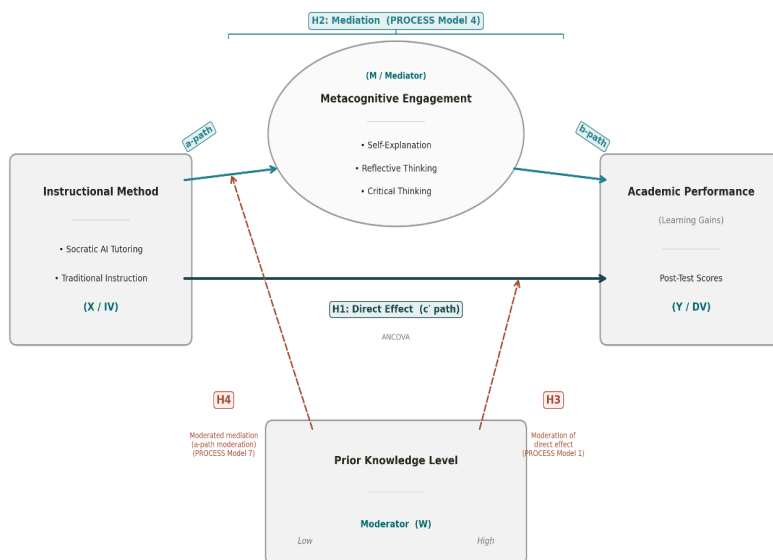 H2: Mediation (PROCESS Model 4)
(M / Mediator)
Metacognitive Engagement
• Self-Explanation
• Reflective Thinking
• Critical Thinking
a-path
b-path
Instructional Method
• Socratic AI Tutoring
• Traditional Instruction
(X / IV)
Academic Performance
(Learning Gains)
Post-Test Scores
(Y / DV)
H1: Direct Effect (c′ path)
ANCOVA
H4
Moderated mediation
(a-path moderation)
(PROCESS Model 7)
H3
Moderation of
direct effect
(PROCESS Model 1)
Prior Knowledge Level
Moderator (W)
Low
High